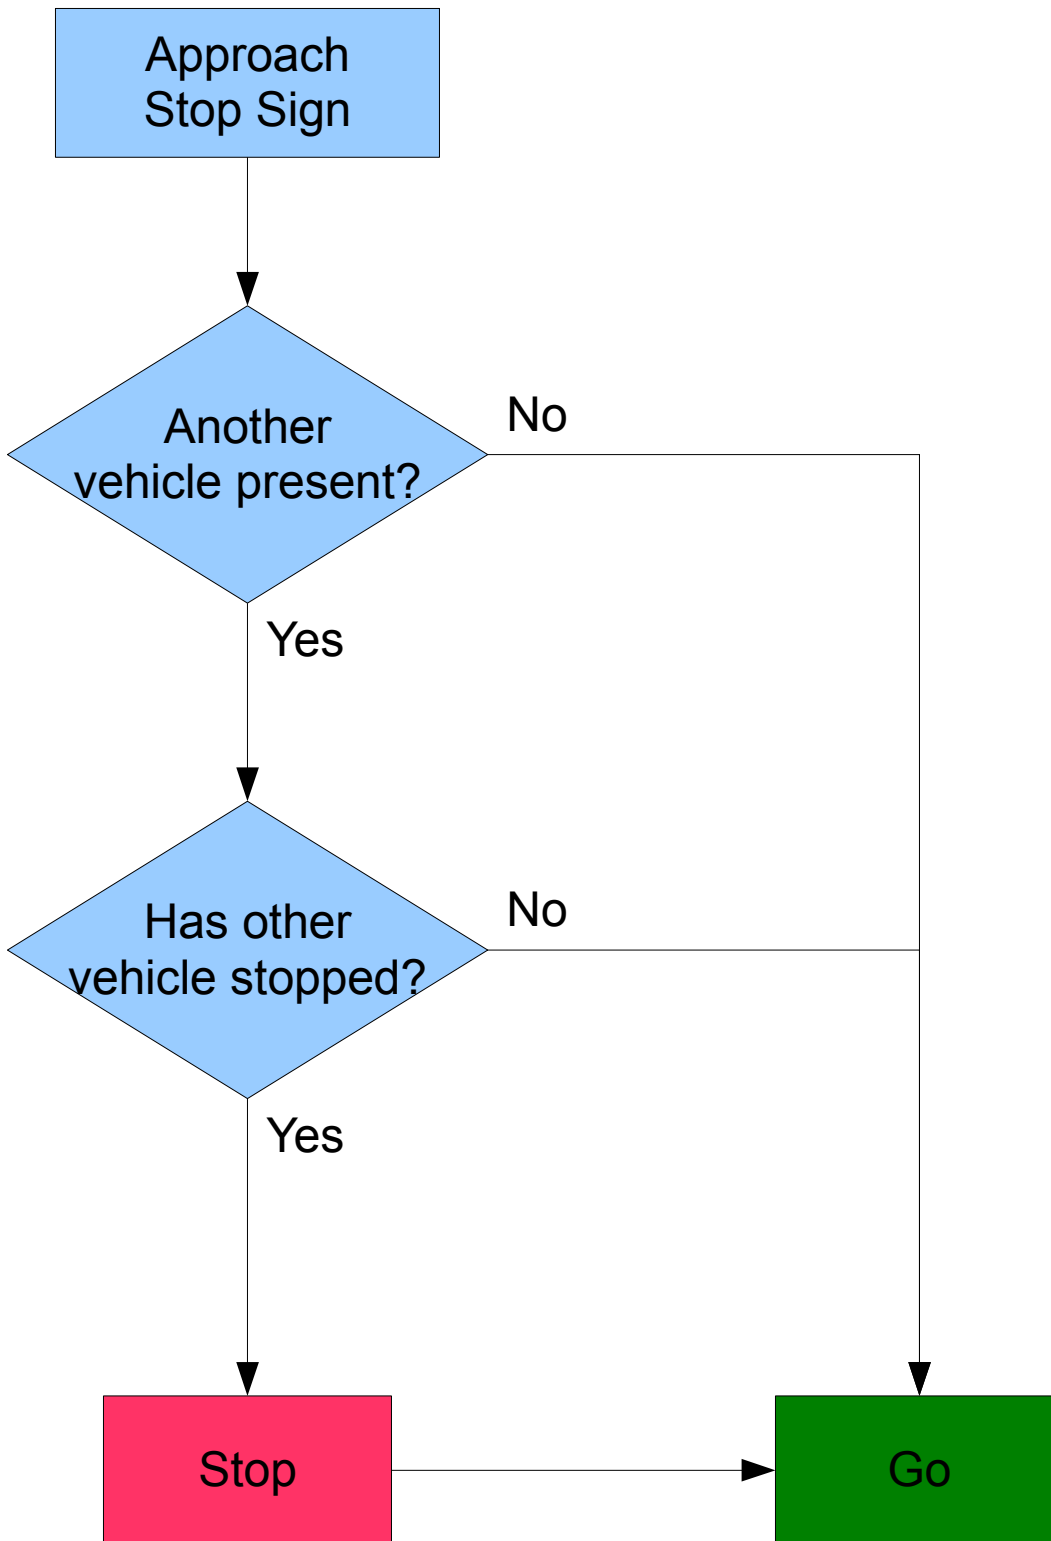 Approach
Stop Sign
Another
vehicle present?
No
Yes
Has other
vehicle stopped?
No
Yes
Stop
Go